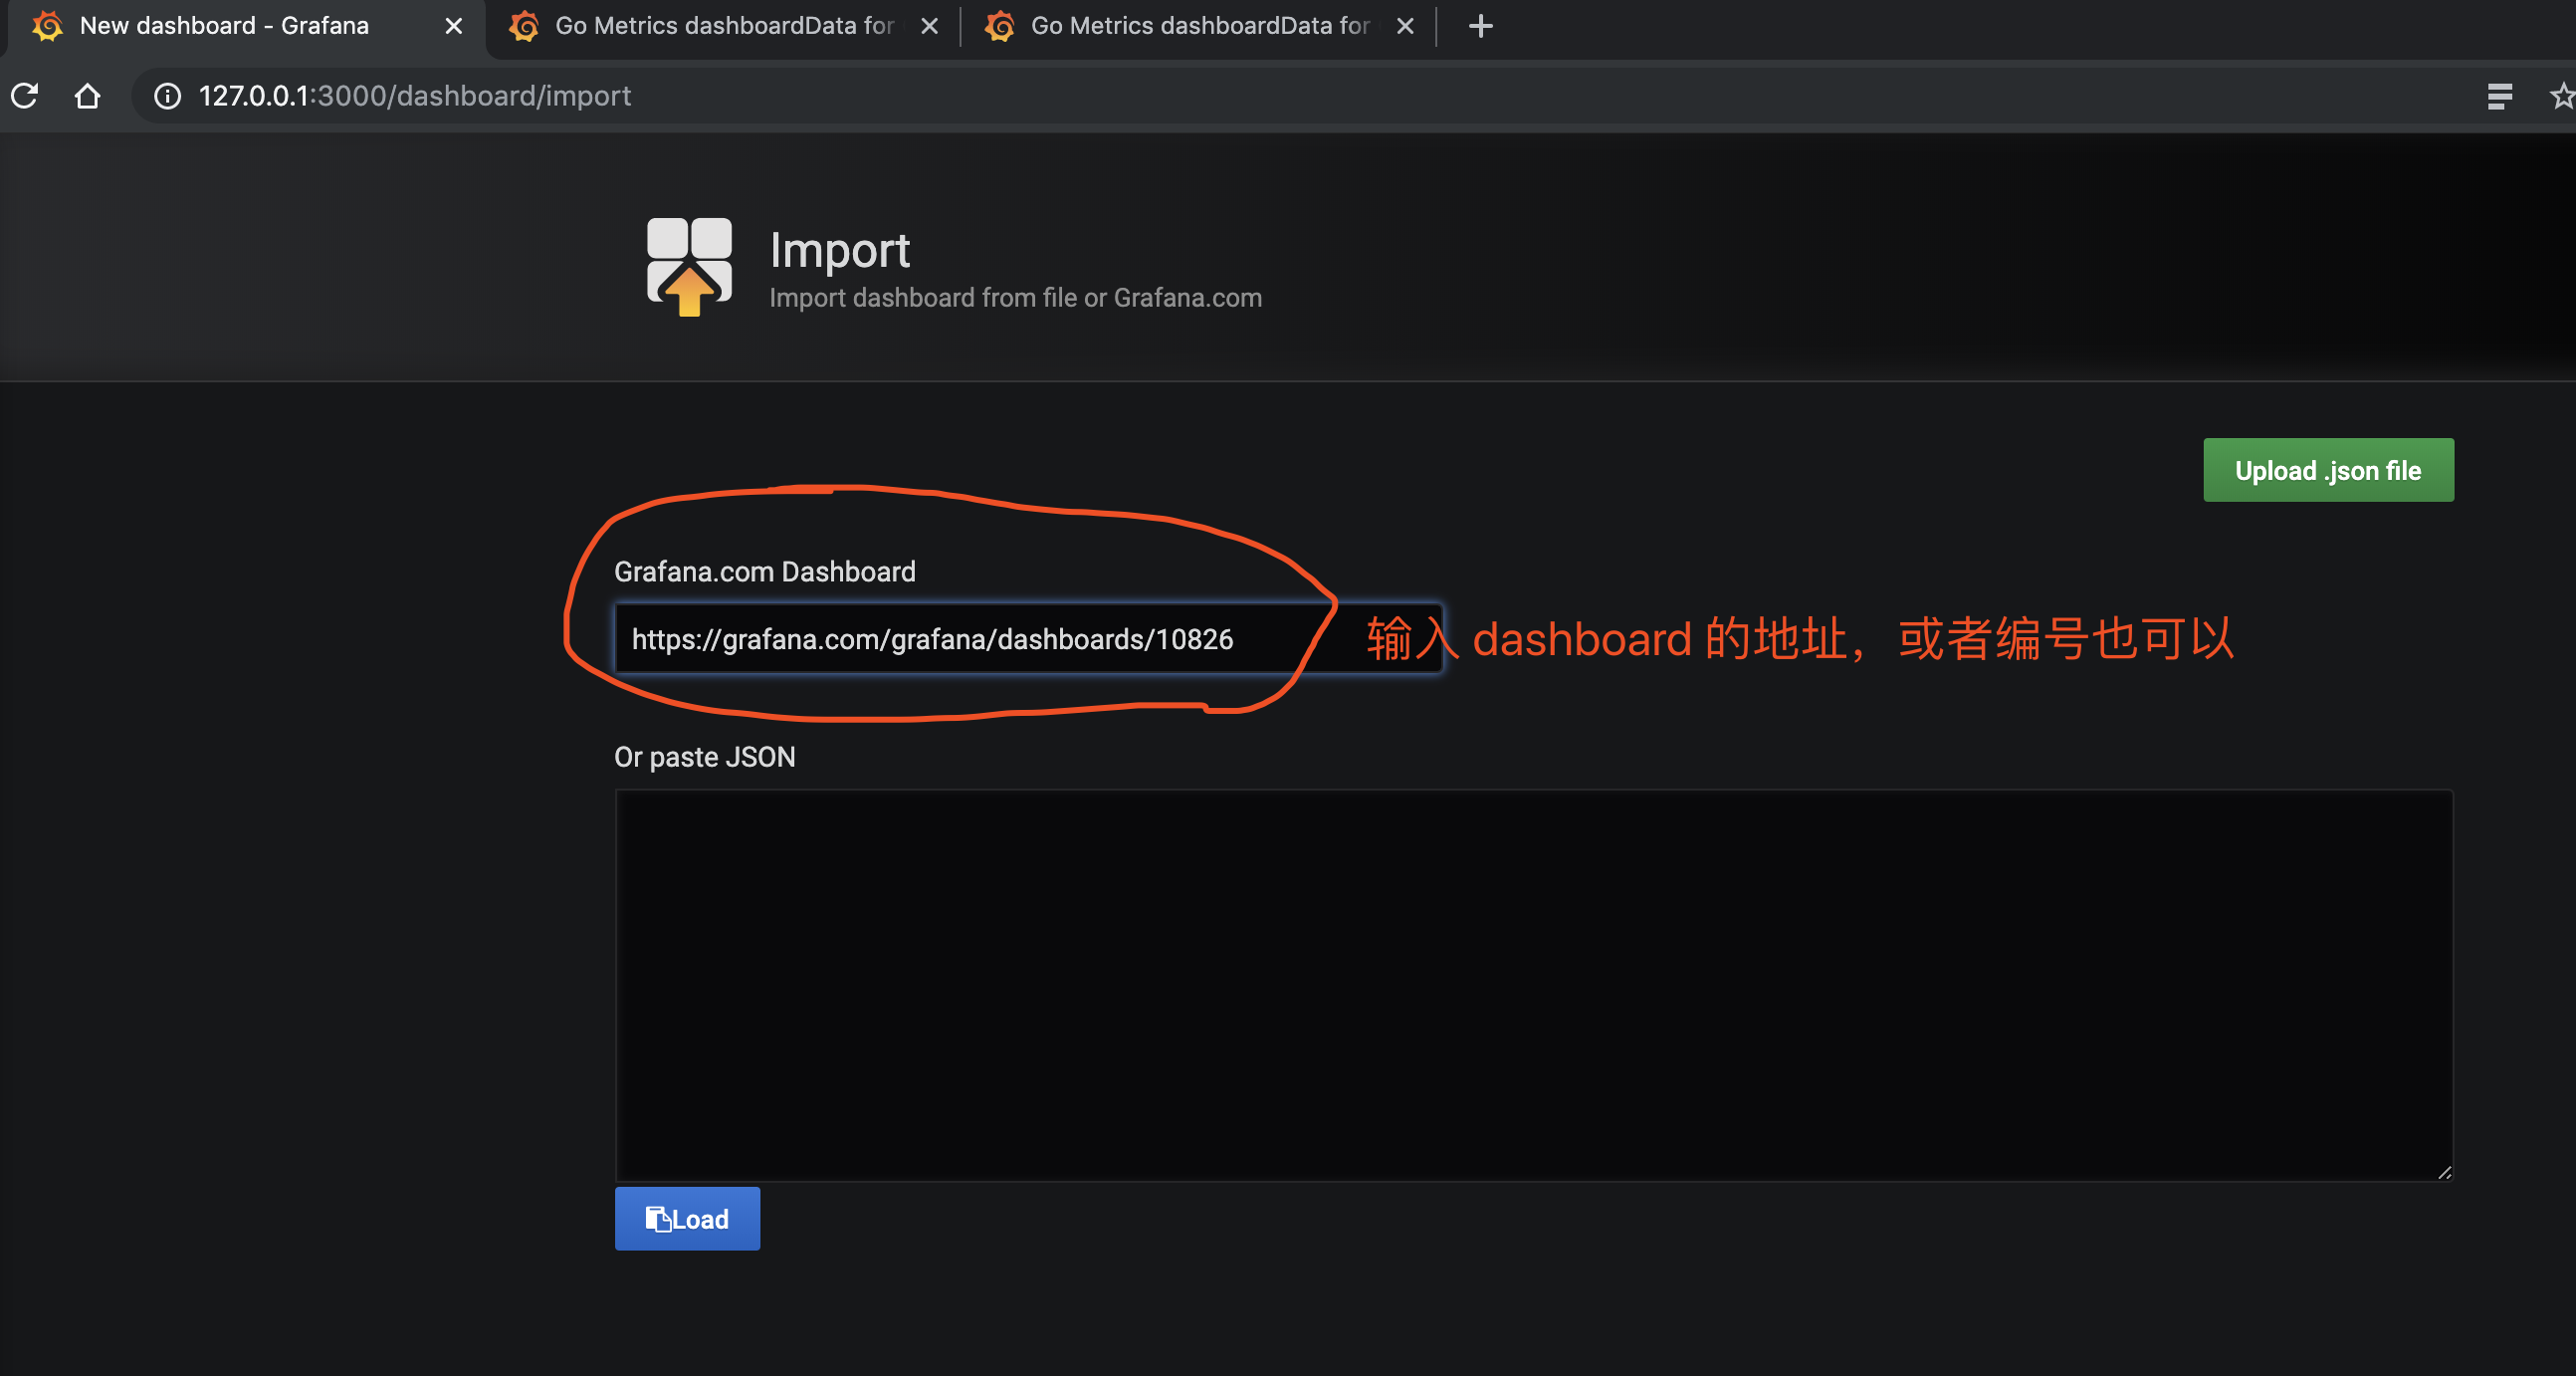 New dashboard - Grafana
Go Metrics dashboardData for
Go Metrics dashboardData for
127.0.0.1:3000/dashboard/import
Import
Import dashboard from file or Grafana.com
Upload .json file
Grafana.com Dashboard
https://grafana.com/grafana/dashboards/10826
输入 dashboard 的地址，或者编号也可以
Or paste JSON
Load